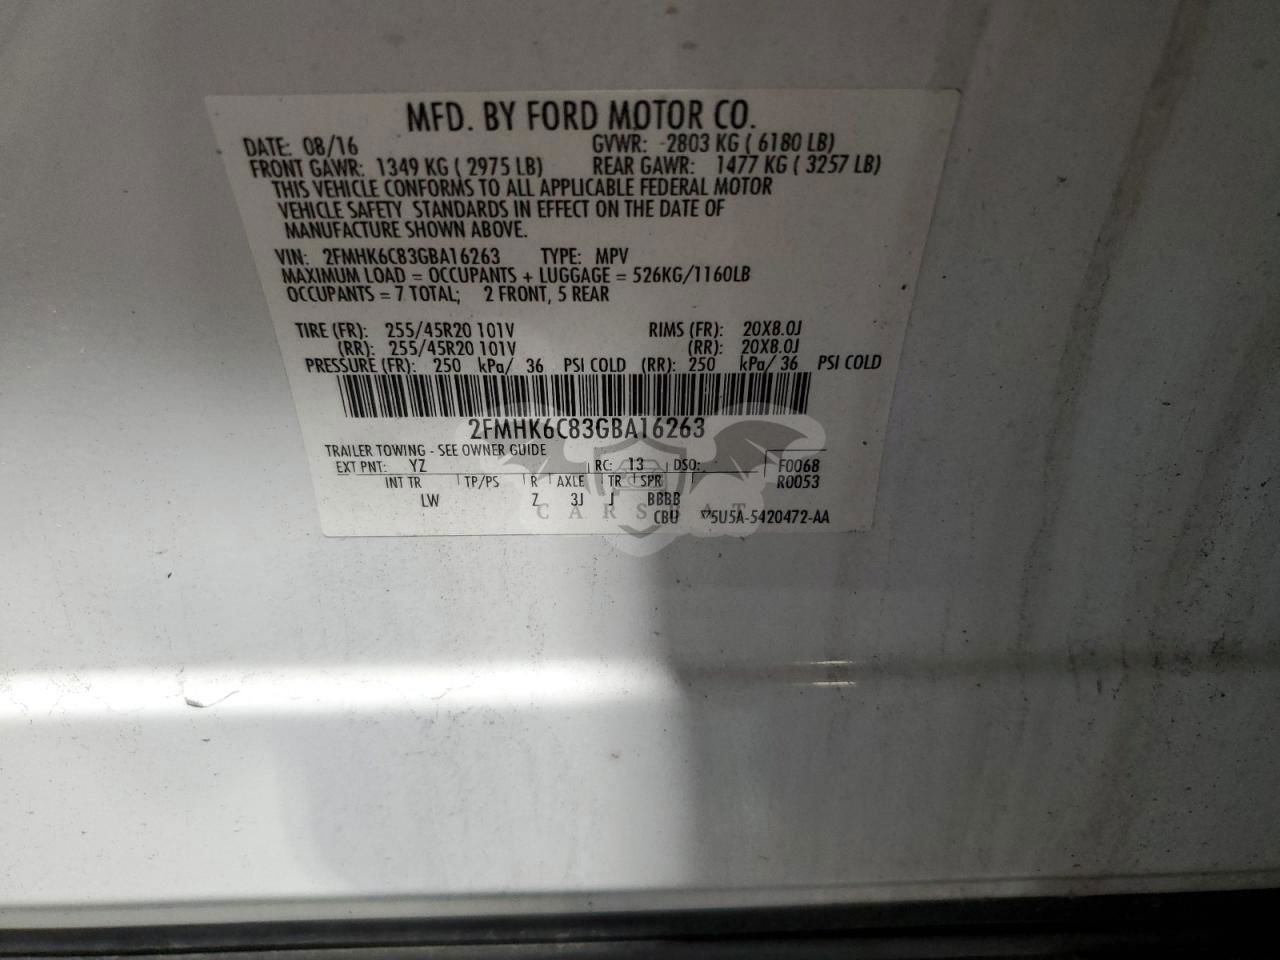 MFD. BY FORD MOTOR CO.
DATE: 08/16 GVWR: 2803 KG ( 6180 LB)
FRONT GAWR: 1349 KG ( 2975 LB) REAR GAWR: 1477 KG ( 3257 LB)
THIS VEHICLE CONFORMS TO ALL APPLICABLE FEDERAL MOTOR
VEHICLE SAFETY STANDARDS IN EFFECT ON THE DATE OF
MANUFACTURE SHOWN ABOVE.
VIN: 2FMHK6C83GBA16263 TYPE: MPV
MAXIMUM LOAD = OCCUPANTS + LUGGAGE = 526KG/1160LB
OCCUPANTS = 7 TOTAL; 2 FRONT, 5 REAR
TIRE (FR): 255/45R20 101V RIMS (FR): 20X8.0J
(RR): 255/45R20 101V (RR): 20X8.0J
PRESSURE (FR): 250 kPa/ 36 PSI COLD (RR): 250 kPa/ 36 PSI COLD
2FMHK6C83GBA16263
TRAILER TOWING - SEE OWNER GUIDE
EXT PNT: YZ RC: 13 DSO: F0068
INT TR TP/PS R AXLE TR SPR R0053
LW Z 3J J BBBB
CBU 5U5A-5420472-AA